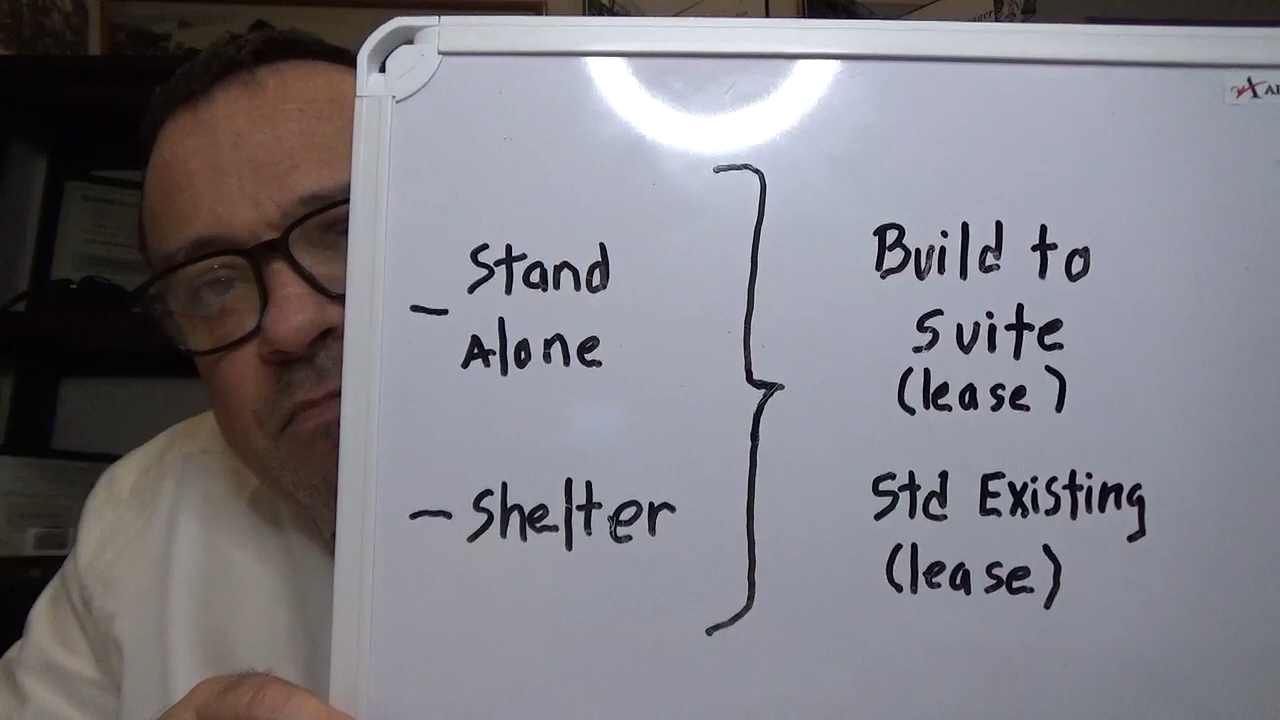 - Stand
Alone
- Shelter
Build to
Suite
(lease)
Std Existing
(lease)